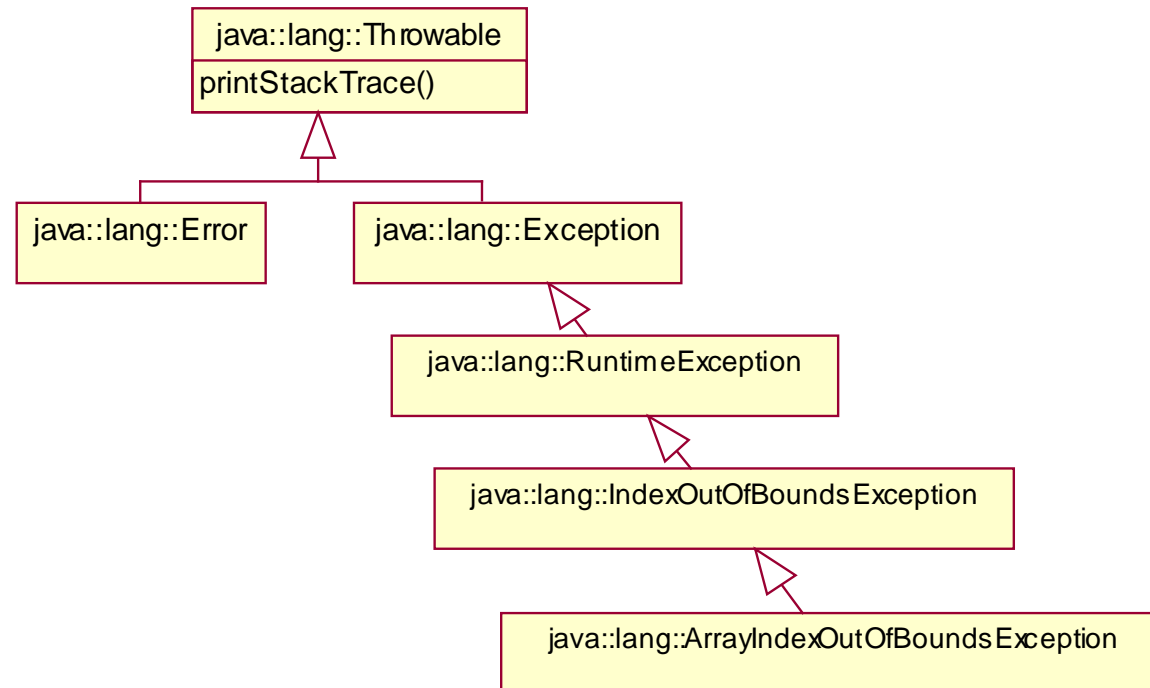 java::lang::Throwable
printStackTrace()
java::lang::Error
java::lang::Exception
java::lang::RuntimeException
java::lang::IndexOutOfBoundsException
java::lang::ArrayIndexOutOfBoundsException